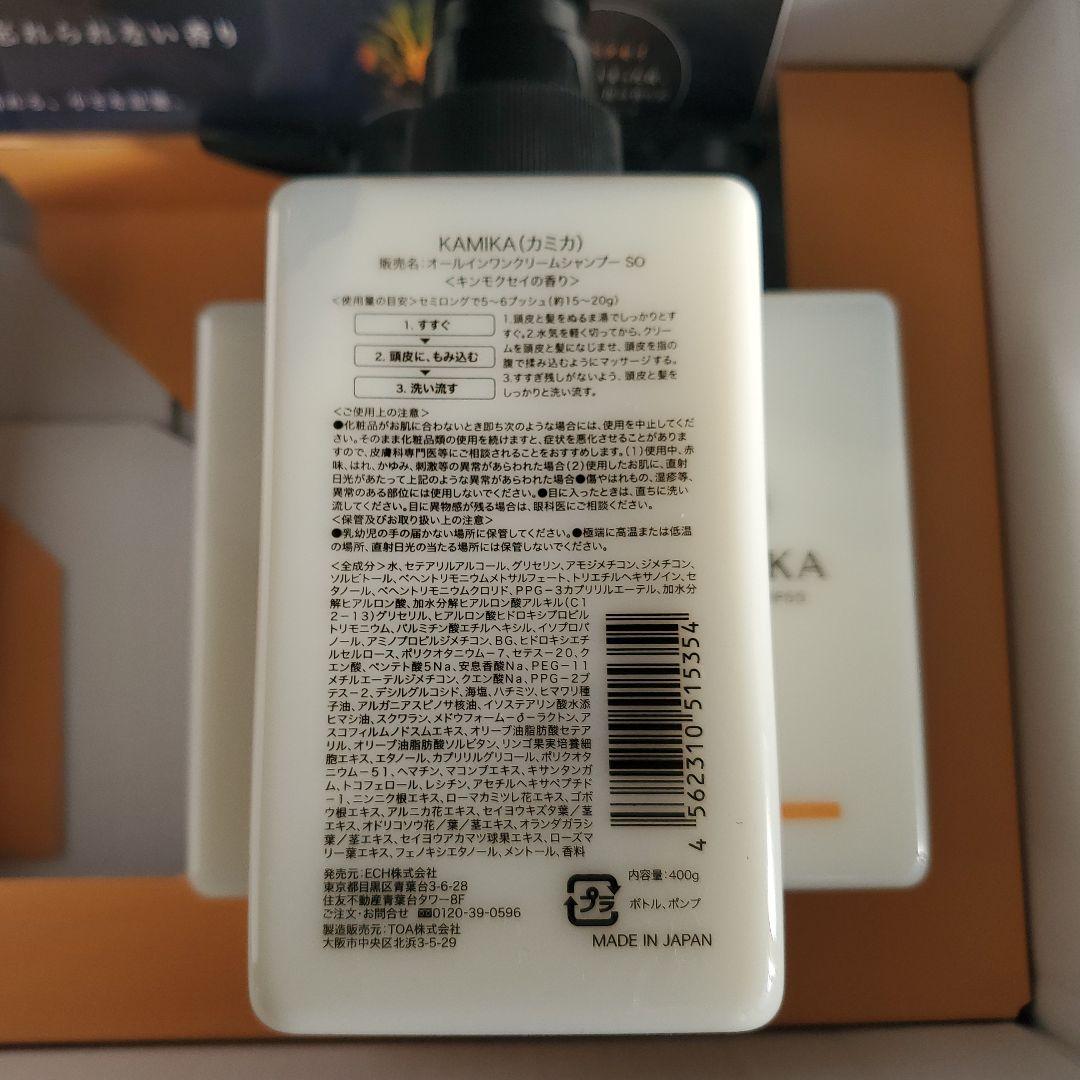 忘れられない香り
KAMIKA(カミカ)
販売名:オールインワンクリームシャンプー SO
<キンモクセイの香り>
<使用量の目安>セミロングで5〜6プッシュ(約15〜20g)
1. すすぐ
2. 頭皮に、もみ込む
3. 洗い流す
1.頭皮と髪をぬるま湯でしっかりとす
すぐ。2.水気を軽く切ってから、クリー
ムを頭皮と髪になじませ、頭皮を指の
腹で揉み込むようにマッサージする。
3.すすぎ残しがないよう、頭皮と髪を
しっかりと洗い流す。
<ご使用上の注意>
●化粧品がお肌に合わないとき即ち次のような場合には、使用を中止してくだ
さい。そのまま化粧品類の使用を続けますと、症状を悪化させることがありま
すので、皮膚科専門医等にご相談されることをおすすめします。(1)使用中、赤
味、はれ、かゆみ、刺激等の異常があらわれた場合(2)使用したお肌に、直射
日光があたって上記のような異常があらわれた場合●傷やはれもの、湿疹等、
異常のある部位には使用しないでください。●目に入ったときは、直ちに洗い
流してください。目に異物感が残る場合は、眼科医にご相談ください。
<保管及びお取り扱い上の注意>
●乳幼児の手の届かない場所に保管してください。●極端に高温または低温
の場所、直射日光の当たる場所には保管しないでください。
<全成分>水、セテアリルアルコール、グリセリン、アモジメチコン、ジメチコン、
ソルビトール、ベヘントリモニウムメトサルフェート、トリエチルヘキサノイン、セ
タノール、ベヘントリモニウムクロリド、PPG-3カプリリルエーテル、加水分
解ヒアルロン酸、加水分解ヒアルロン酸アルキル(C1
2-13)グリセリル、ヒアルロン酸ヒドロキシプロピル
トリモニウム、パルミチン酸エチルヘキシル、イソプロパ
ノール、アミノプロピルジメチコン、BG、ヒドロキシエチ
ルセルロース、ポリクオタニウム-7、セテス-20、ク
エン酸、ペンテト酸5Na、安息香酸Na、PEG-11
メチルエーテルジメチコン、クエン酸Na、PPG-2ブ
テス-2、デシルグルコシド、海塩、ハチミツ、ヒマワリ種
子油、アルガニアスピノサ核油、イソステアリン酸水添
ヒマシ油、スクワラン、メドウフォーム-δ-ラクトン、ア
スコフィルムノドスムエキス、オリーブ油脂肪酸セテア
リル、オリーブ油脂肪酸ソルビタン、リンゴ果実培養細
胞エキス、エタノール、カプリリルグリコール、ポリクオタ
ニウム-51、ヘマチン、マコンブエキス、キサンタンガ
ム、トコフェロール、レシチン、アセチルヘキサペプチド
-1、ニンニク根エキス、ローマカミツレ花エキス、ゴボ
ウ根エキス、アルニカ花エキス、セイヨウキズタ葉/茎
エキス、オドリコソウ花/葉/茎エキス、オランダガラシ
葉/茎エキス、セイヨウアカマツ球果エキス、ローズマ
リー葉エキス、フェノキシエタノール、メントール、香料
4 562310 515354
発売元:ECH株式会社
東京都目黒区青葉台3-6-28
住友不動産青葉台タワー8F
ご注文・お問合せ 0120-39-0596
製造販売元:TOA株式会社
大阪市中央区北浜3-5-29
プラ
内容量:400g
ボトル、ポンプ
MADE IN JAPAN
KA